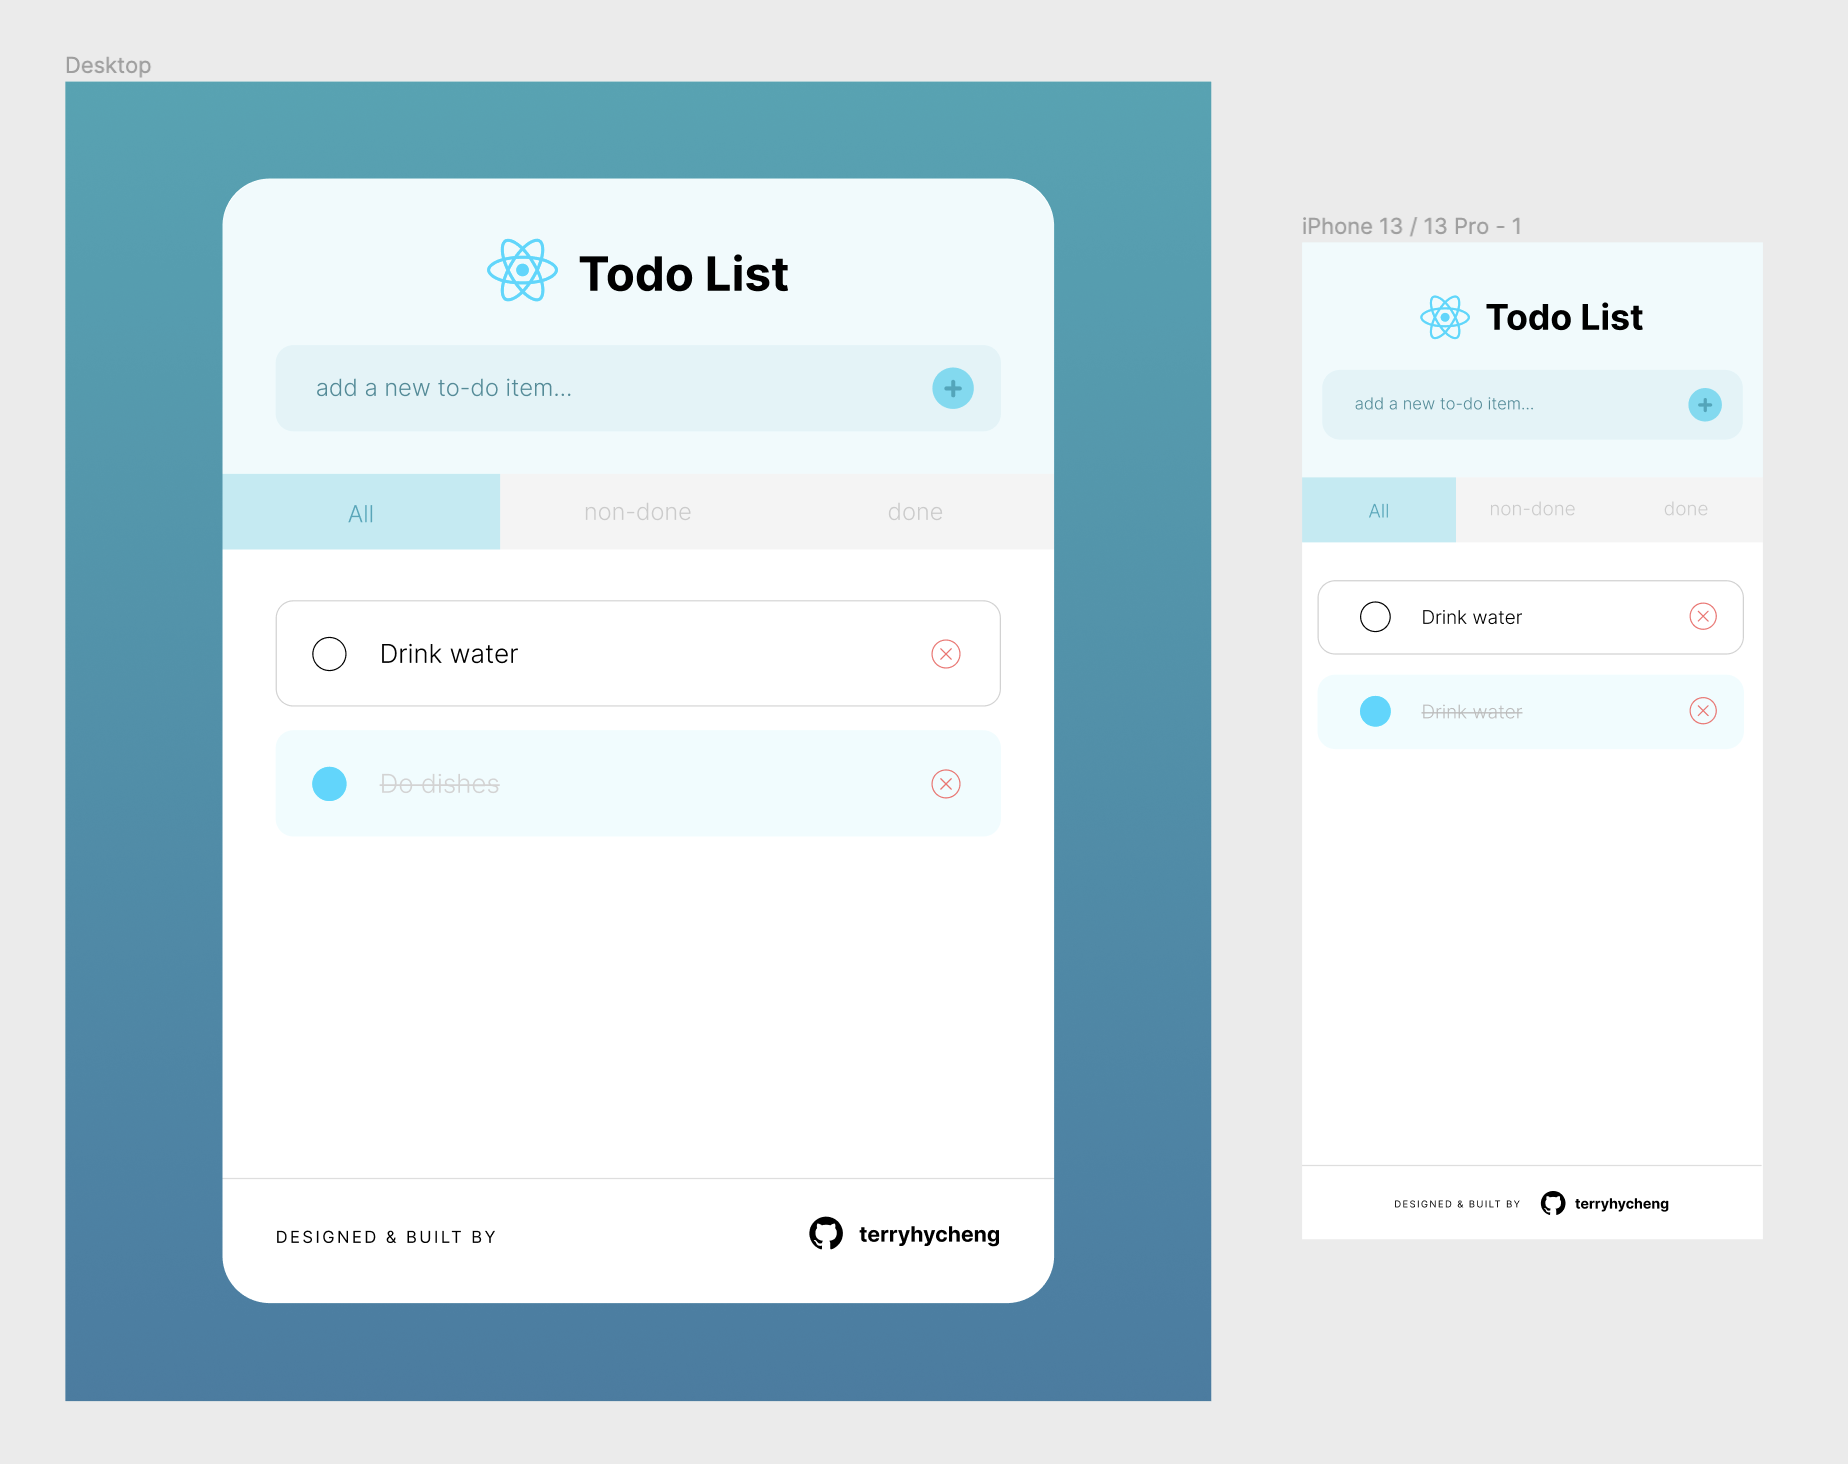 Desktop
Todo List
add a new to-do item...
All
non-done
done
Drink water
Do dishes
DESIGNED & BUILT BY
terryhycheng
iPhone 13 / 13 Pro - 1
Todo List
add a new to-do item...
All
non-done
done
Drink water
Drink water
DESIGNED & BUILT BY
terryhycheng